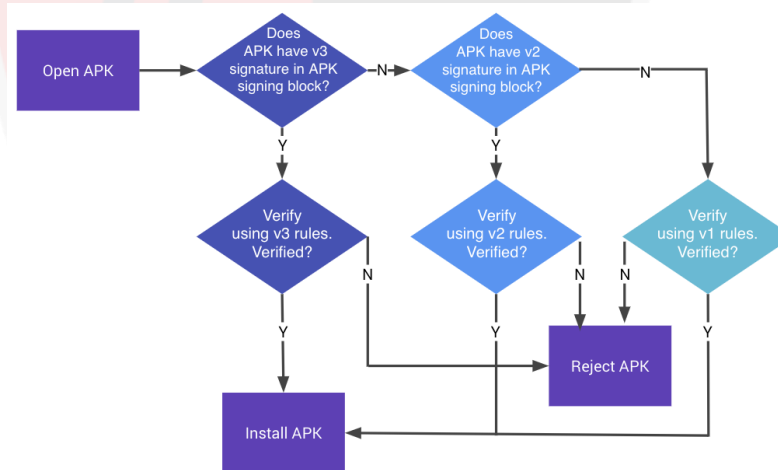 Open APK
Does
APK have v3
signature in APK
signing block?
N
Does
APK have v2
signature in APK
signing block?
N
Y
Y
Verify
using v3 rules.
Verified?
Verify
using v2 rules.
Verified?
Verify
using v1 rules.
Verified?
N
N
N
Y
Y
Y
Reject APK
Install APK